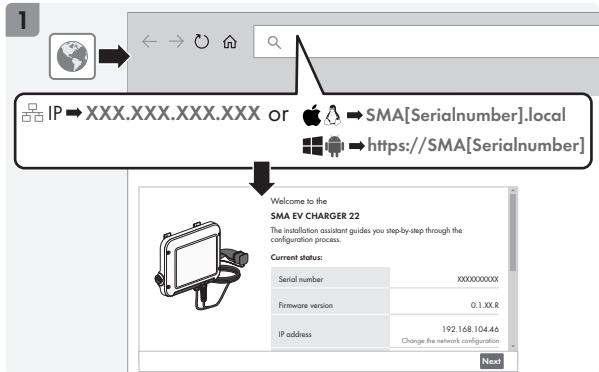 1
IP ➡ XXX.XXX.XXX.XXX or ➡ SMA[Serialnumber].local
➡ https://SMA[Serialnumber]
Welcome to the
SMA EV CHARGER 22
The installation assistant guides you step-by-step through the
configuration process.
Current status:
Serial number XXXXXXXXXX
Firmware version 0.1.XX.R
IP address 192.168.104.46
Change the network configuration
Next